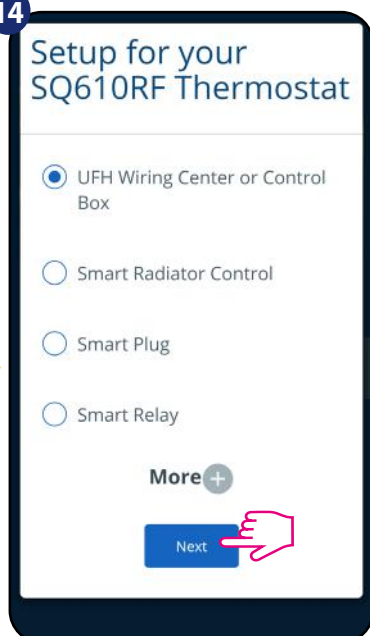 14
Setup for your
SQ610RF Thermostat
UFH Wiring Center or Control
Box
Smart Radiator Control
Smart Plug
Smart Relay
More
Next